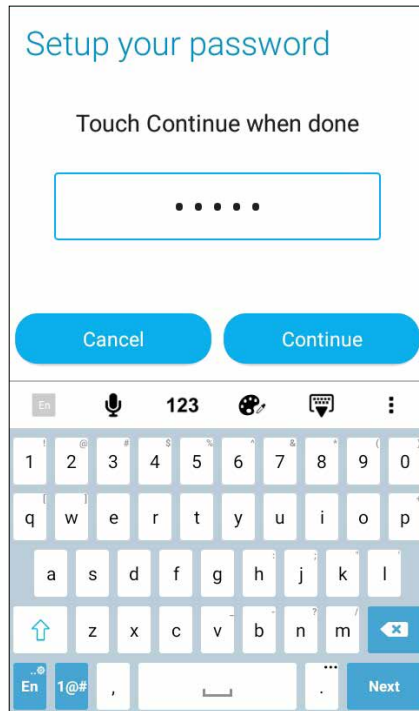 Setup your password
Touch Continue when done
•••••
Cancel Continue
En 123
! @ # $ % ^ & * ( )
1 2 3 4 5 6 7 8 9 0
[ ]
q w e r t y u i o p
: ; " '
a s d f g h j k l
_ - ? /
z x c v b n m
En 1@# , . Next